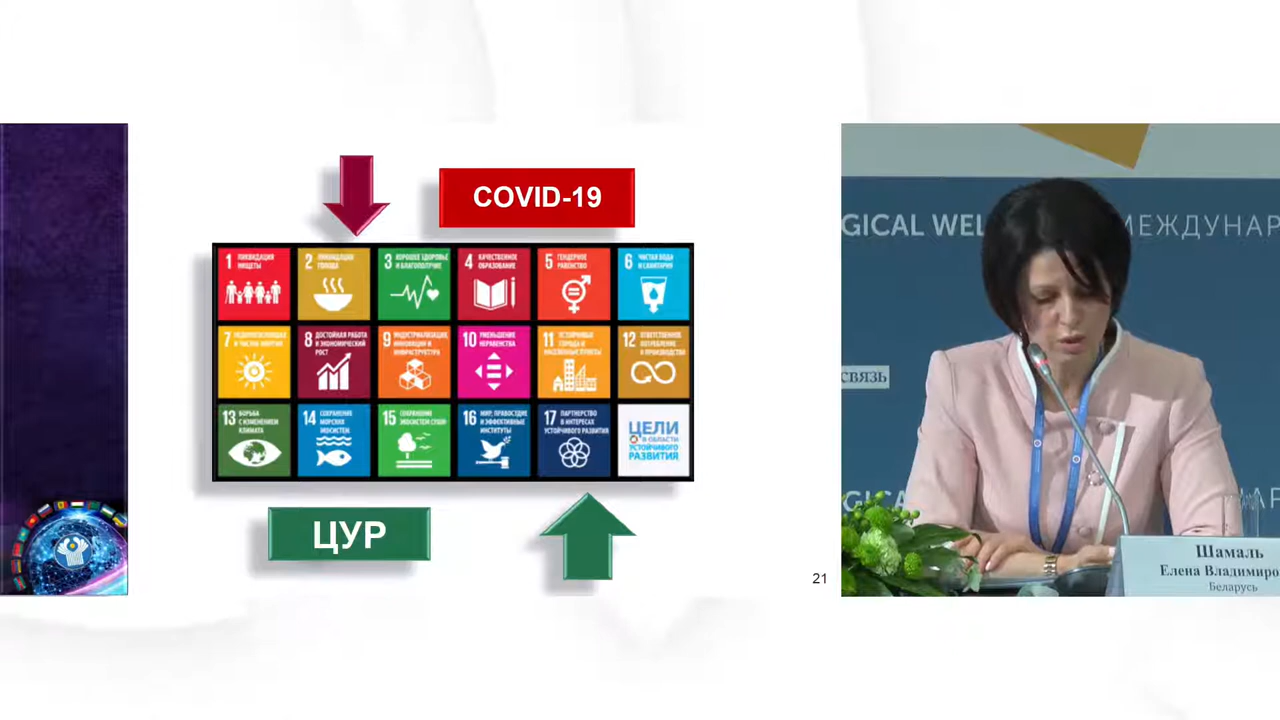 COVID-19
1 ЛИКВИДАЦИЯ
НИЩЕТЫ
2 ЛИКВИДАЦИЯ
ГОЛОДА
3 ХОРОШЕЕ ЗДОРОВЬЕ
И БЛАГОПОЛУЧИЕ
4 КАЧЕСТВЕННОЕ
ОБРАЗОВАНИЕ
5 ГЕНДЕРНОЕ
РАВЕНСТВО
6 ЧИСТАЯ ВОДА
И САНИТАРИЯ
7 НЕДОРОГОСТОЯЩАЯ
И ЧИСТАЯ ЭНЕРГИЯ
8 ДОСТОЙНАЯ РАБОТА
И ЭКОНОМИЧЕСКИЙ
РОСТ
9 ИНДУСТРИАЛИЗАЦИЯ,
ИННОВАЦИИ И
ИНФРАСТРУКТУРА
10 УМЕНЬШЕНИЕ
НЕРАВЕНСТВА
11 УСТОЙЧИВЫЕ
ГОРОДА И
НАСЕЛЕННЫЕ ПУНКТЫ
12 ОТВЕТСТВЕННОЕ
ПОТРЕБЛЕНИЕ
И ПРОИЗВОДСТВО
13 БОРЬБА
С ИЗМЕНЕНИЕМ
КЛИМАТА
14 СОХРАНЕНИЕ
МОРСКИХ
ЭКОСИСТЕМ
15 СОХРАНЕНИЕ
ЭКОСИСТЕМ СУШИ
16 МИР, ПРАВОСУДИЕ
И ЭФФЕКТИВНЫЕ
ИНСТИТУТЫ
17 ПАРТНЕРСТВО
В ИНТЕРЕСАХ
УСТОЙЧИВОГО РАЗВИТИЯ
ЦЕЛИ
В ОБЛАСТИ
УСТОЙЧИВОГО
РАЗВИТИЯ
ЦУР
21
GICAL WEL МЕЖДУНАР
СВЯЗЬ
GICA НАР
Шамаль
Елена Владимиро
Беларусь